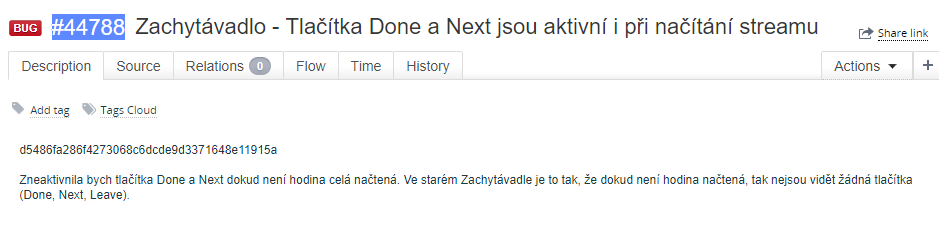 BUG #44788 Zachytávadlo - Tlačítka Done a Next jsou aktivní i při načítání streamu
Share link
Description Source Relations 0 Flow Time History Actions +
Add tag Tags Cloud
d5486fa286f4273068c6dcde9d3371648e11915a
Zneaktivnila bych tlačítka Done a Next dokud není hodina celá načtená. Ve starém Zachytávadle je to tak, že dokud není hodina načtená, tak nejsou vidět žádná tlačítka
(Done, Next, Leave).